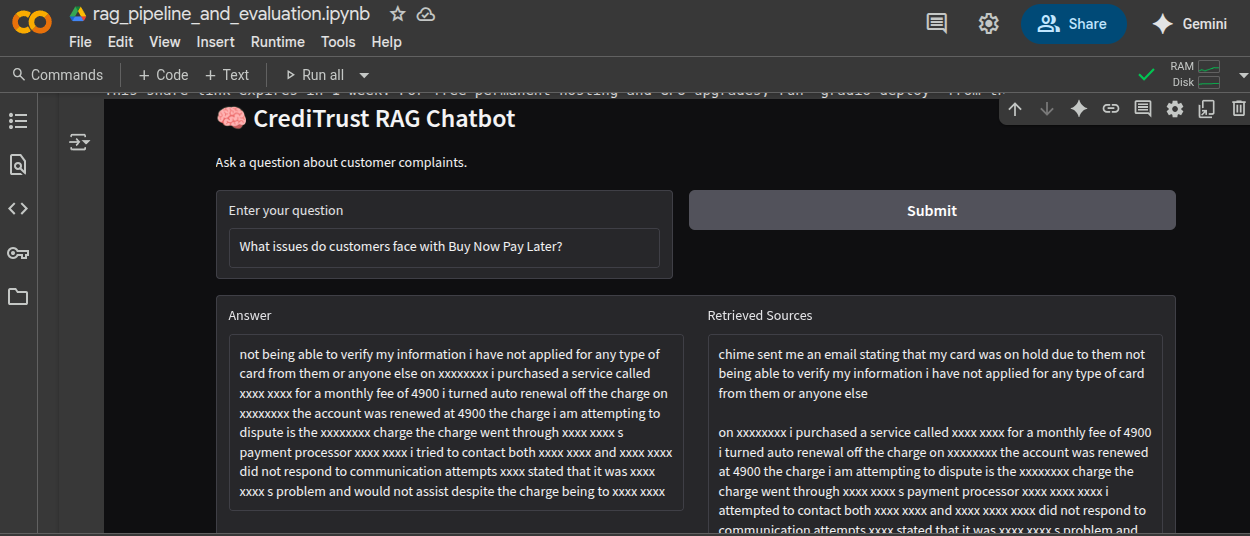 rag_pipeline_and_evaluation.ipynb
File Edit View Insert Runtime Tools Help
Share
Gemini
Commands + Code + Text Run all
RAM
Disk
This share link expires in 1 week. For free permanent hosting and GPU upgrades, run `gradio deploy` from
CrediTrust RAG Chatbot
Ask a question about customer complaints.
Enter your question
What issues do customers face with Buy Now Pay Later?
Submit
Answer
not being able to verify my information i have not applied for any type of
card from them or anyone else on xxxxxxxx i purchased a service called
xxxx xxxx for a monthly fee of 4900 i turned auto renewal off the charge on
xxxxxxxx the account was renewed at 4900 the charge i am attempting to
dispute is the xxxxxxxx charge the charge went through xxxx xxxx s
payment processor xxxx xxxx i tried to contact both xxxx xxxx and xxxx xxxx
did not respond to communication attempts xxxx stated that it was xxxx
xxxx s problem and would not assist despite the charge being to xxxx xxxx
Retrieved Sources
chime sent me an email stating that my card was on hold due to them not
being able to verify my information i have not applied for any type of card
from them or anyone else
on xxxxxxxx i purchased a service called xxxx xxxx for a monthly fee of 4900
i turned auto renewal off the charge on xxxxxxxx the account was renewed
at 4900 the charge i am attempting to dispute is the xxxxxxxx charge the
charge went through xxxx xxxx s payment processor xxxx xxxx xxxx i
attempted to contact both xxxx xxxx and xxxx xxxx xxxx did not respond to
communication attempts xxxx stated that it was xxxx xxxx s problem and